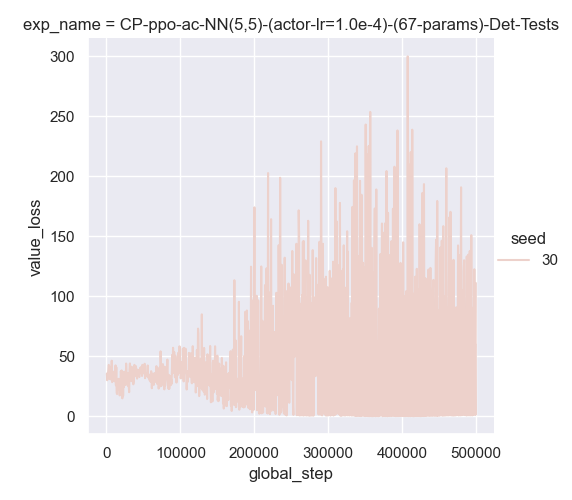 exp_name = CP-ppo-ac-NN(5,5)-(actor-lr=1.0e-4)-(67-params)-Det-Tests
300
250
200
150
100
50
0
value_loss
0 100000 200000 300000 400000 500000
global_step
seed
30